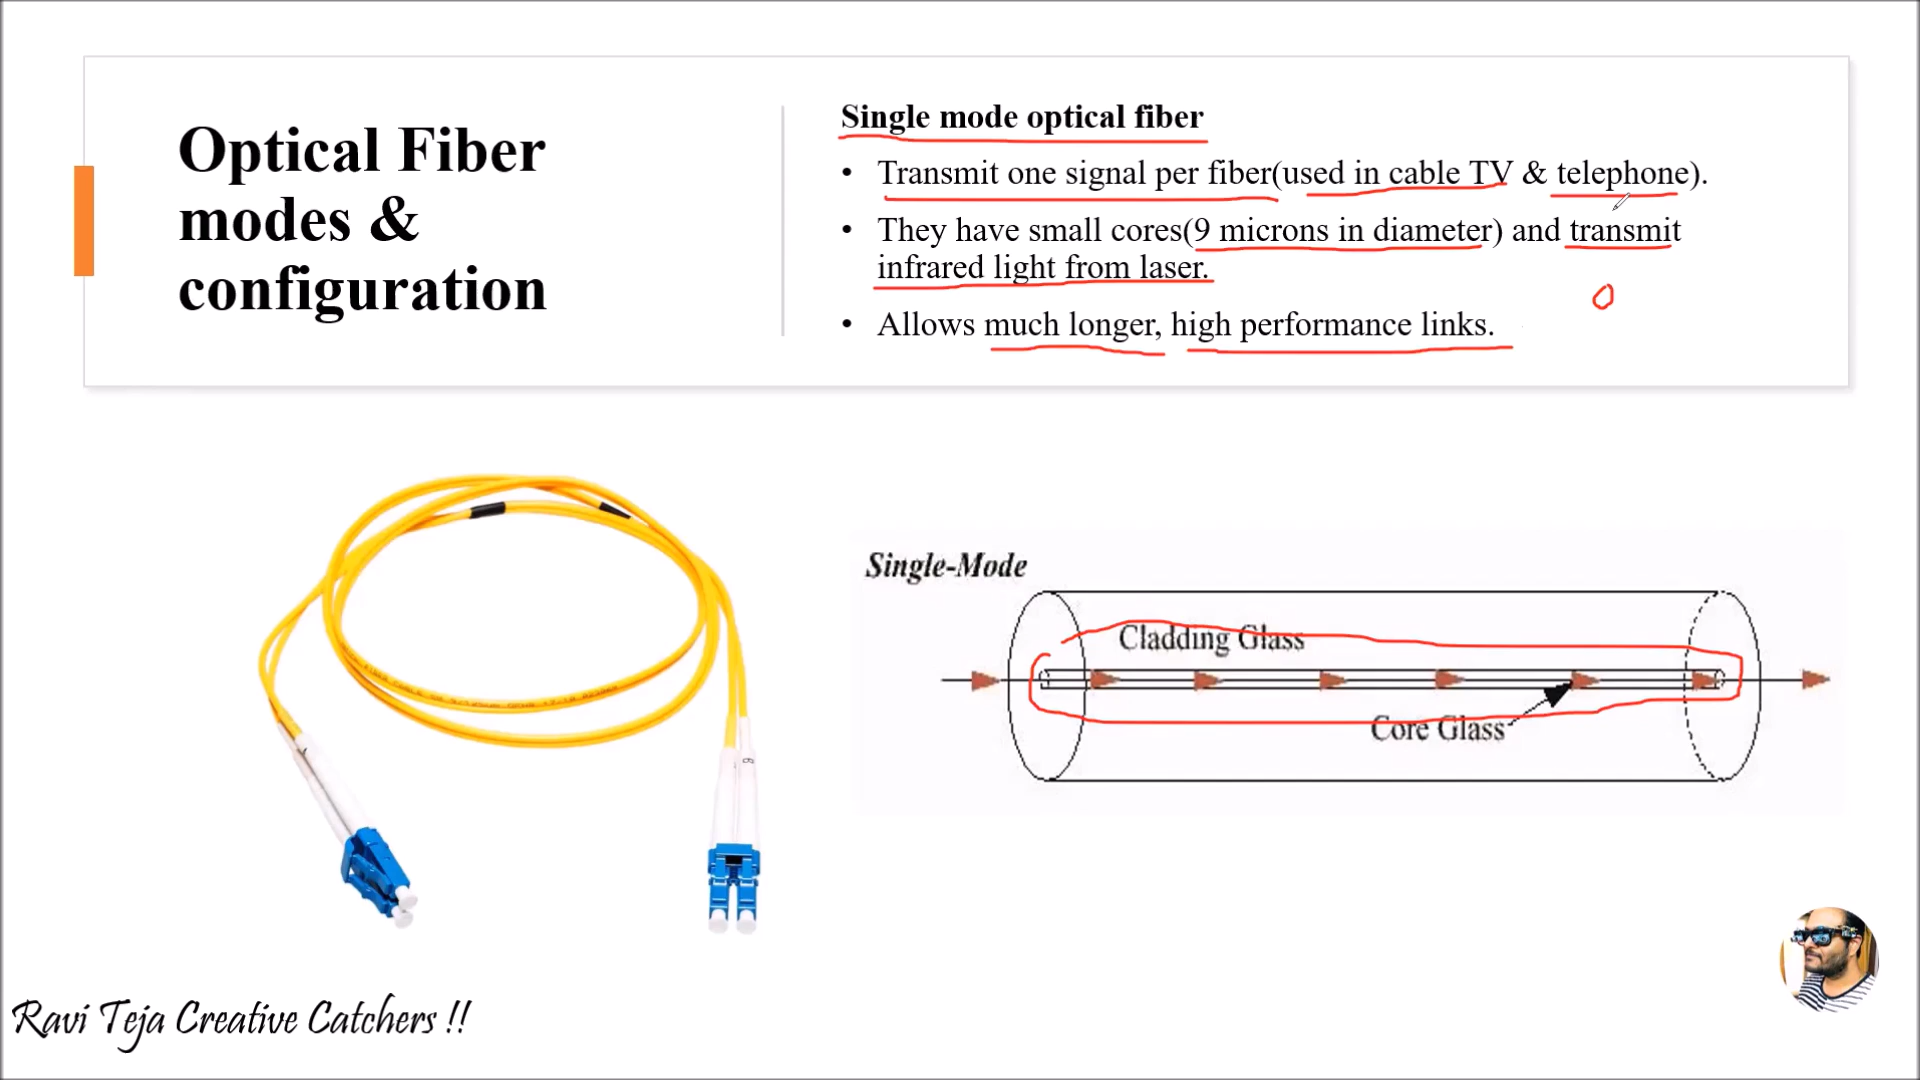 Optical Fiber
modes &
configuration
Single mode optical fiber
• Transmit one signal per fiber(used in cable TV & telephone).
• They have small cores(9 microns in diameter) and transmit
infrared light from laser.
• Allows much longer, high performance links.
Single-Mode
Cladding Glass
Core Glass
Ravi Teja Creative Catchers !!